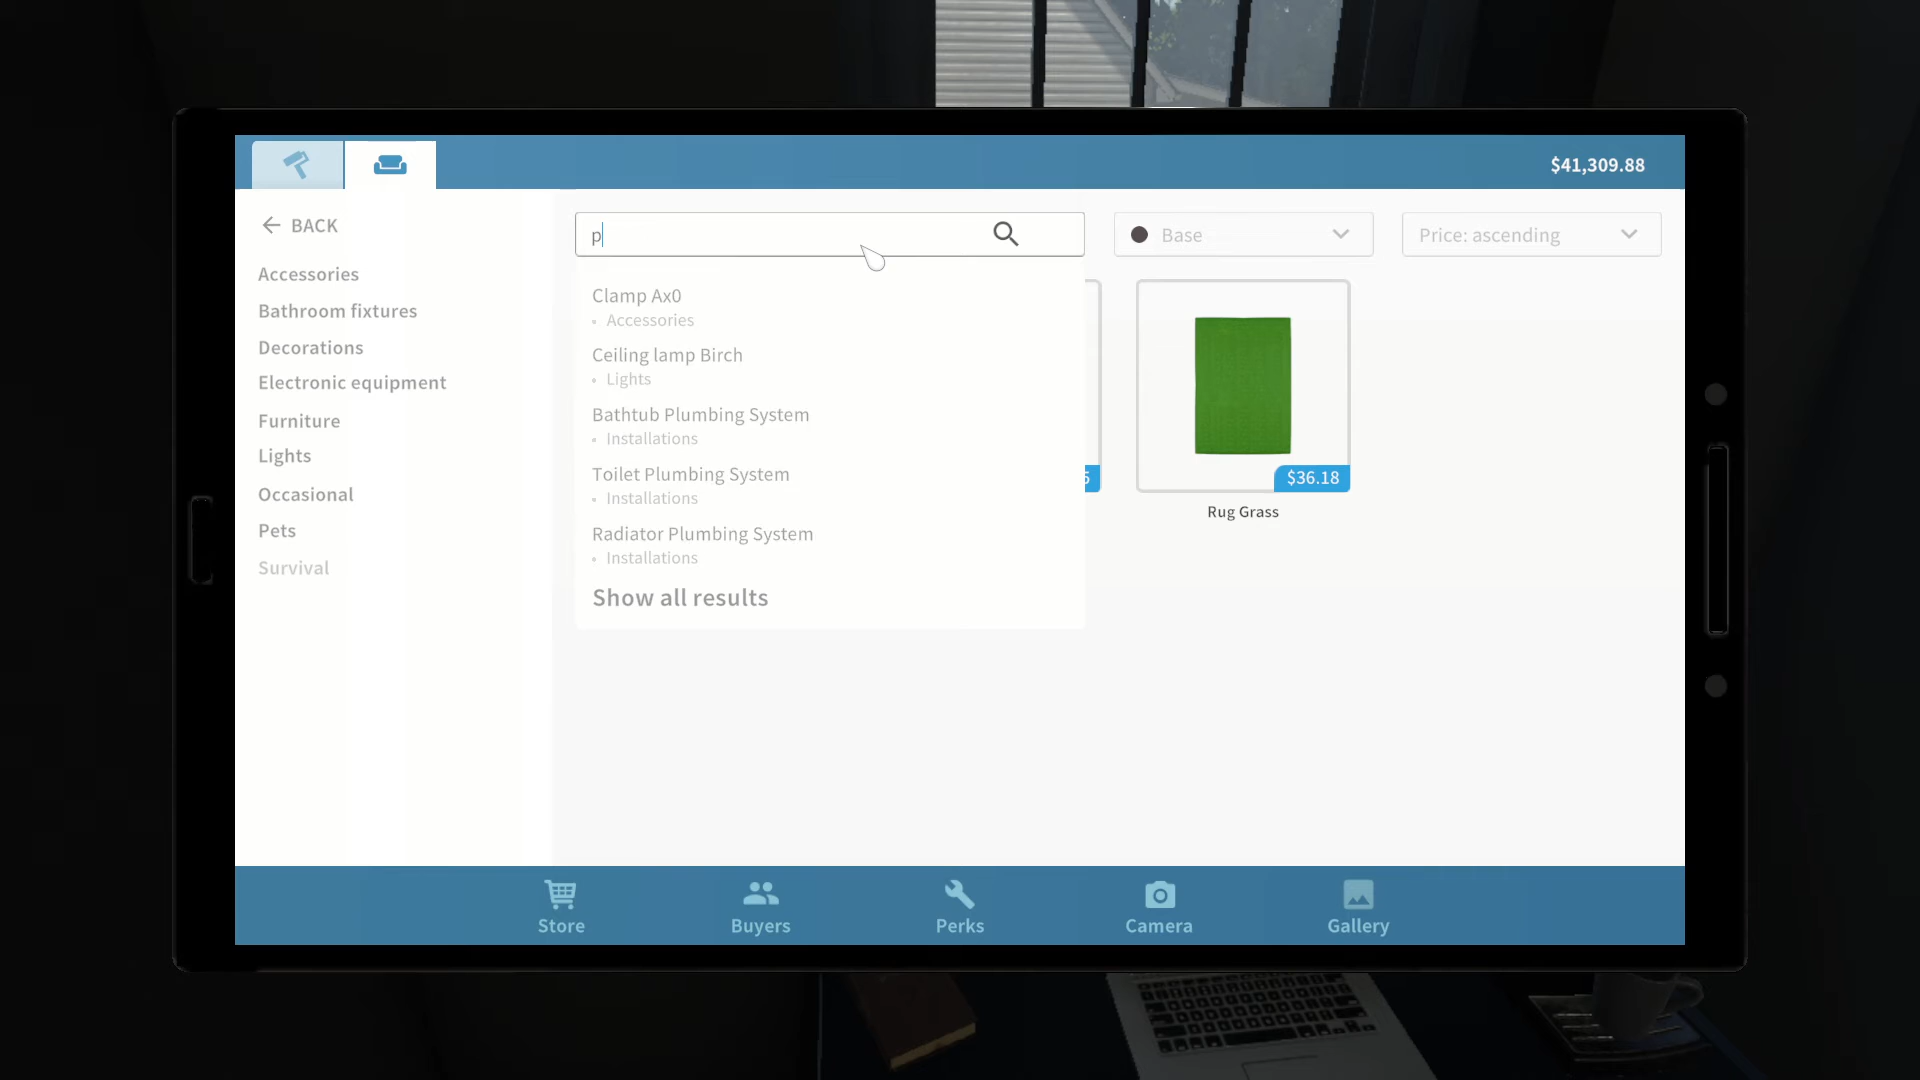 $41,309.88
BACK
Accessories
Bathroom fixtures
Decorations
Electronic equipment
Furniture
Lights
Occasional
Pets
Survival
p
Base
Price: ascending
Clamp Ax0
• Accessories
Ceiling lamp Birch
• Lights
Bathtub Plumbing System
• Installations
Toilet Plumbing System
• Installations
Radiator Plumbing System
• Installations
Show all results
$36.18
Rug Grass
Store
Buyers
Perks
Camera
Gallery